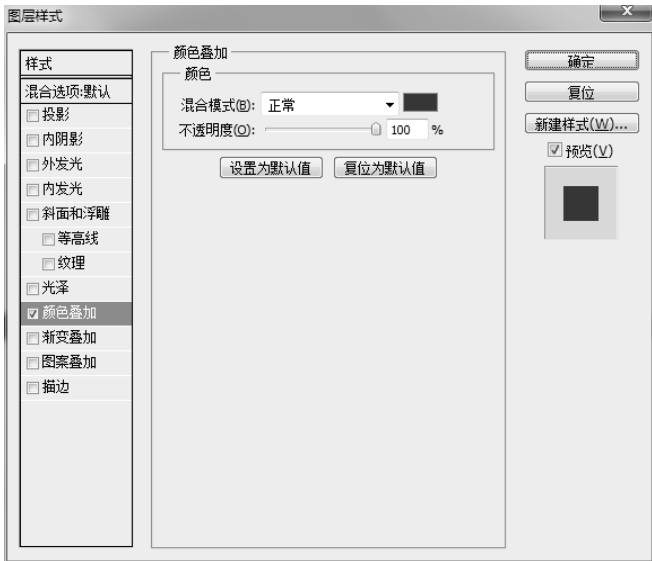 图层样式
样式
混合选项:默认
投影
内阴影
外发光
内发光
斜面和浮雕
等高线
纹理
光泽
颜色叠加
渐变叠加
图案叠加
描边
颜色叠加
颜色
混合模式(B): 正常
不透明度(O): 100 %
设置为默认值 复位为默认值
确定
复位
新建样式(W)...
预览(V)